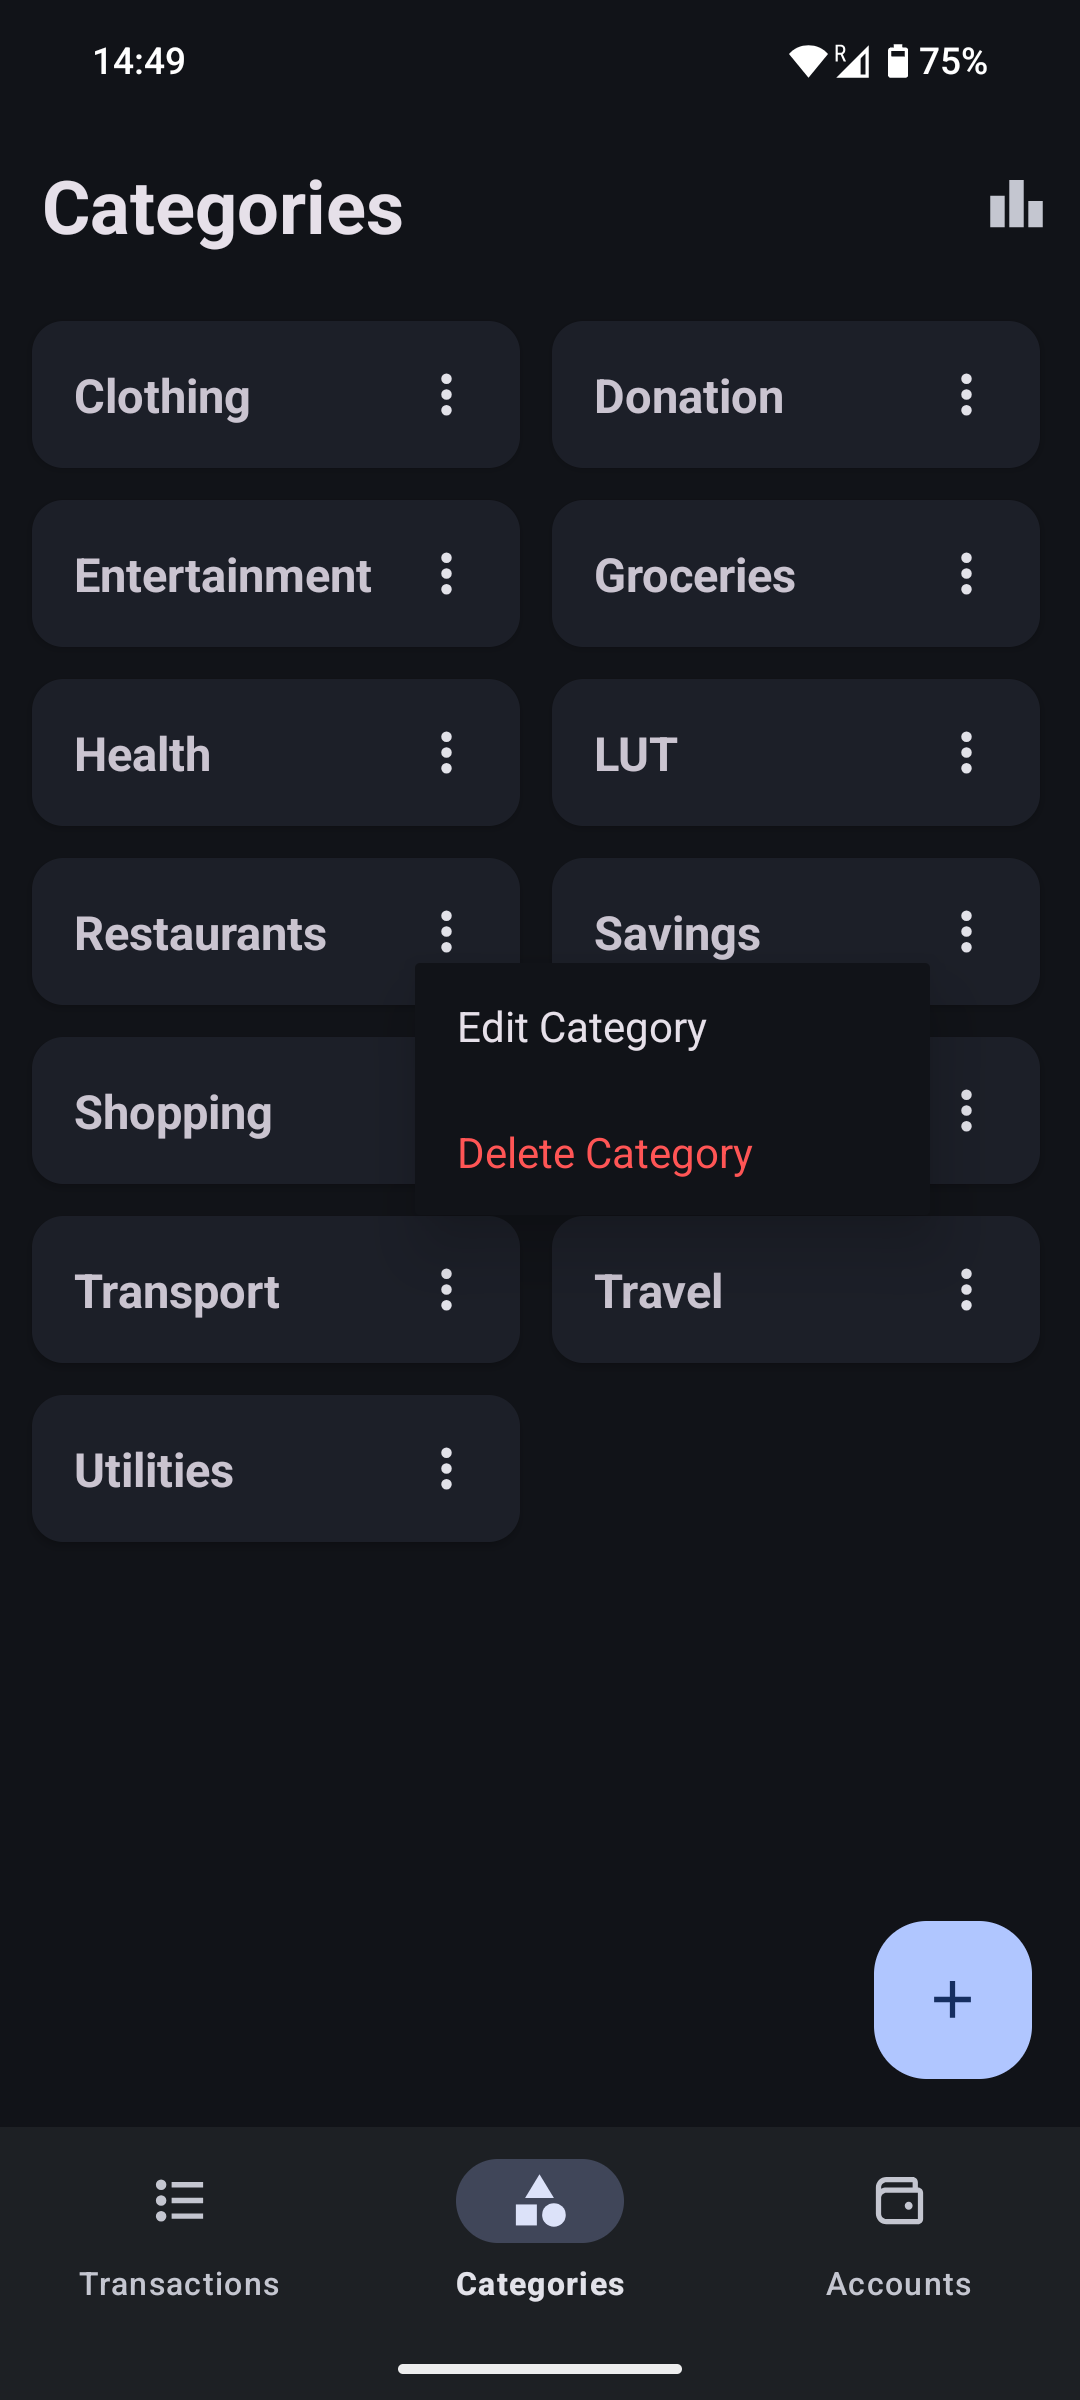 14:49
R
75%
Categories
Clothing
Donation
Entertainment
Groceries
Health
LUT
Restaurants
Savings
Edit Category
Shopping
Delete Category
Transport
Travel
Utilities
+
Transactions
Categories
Accounts